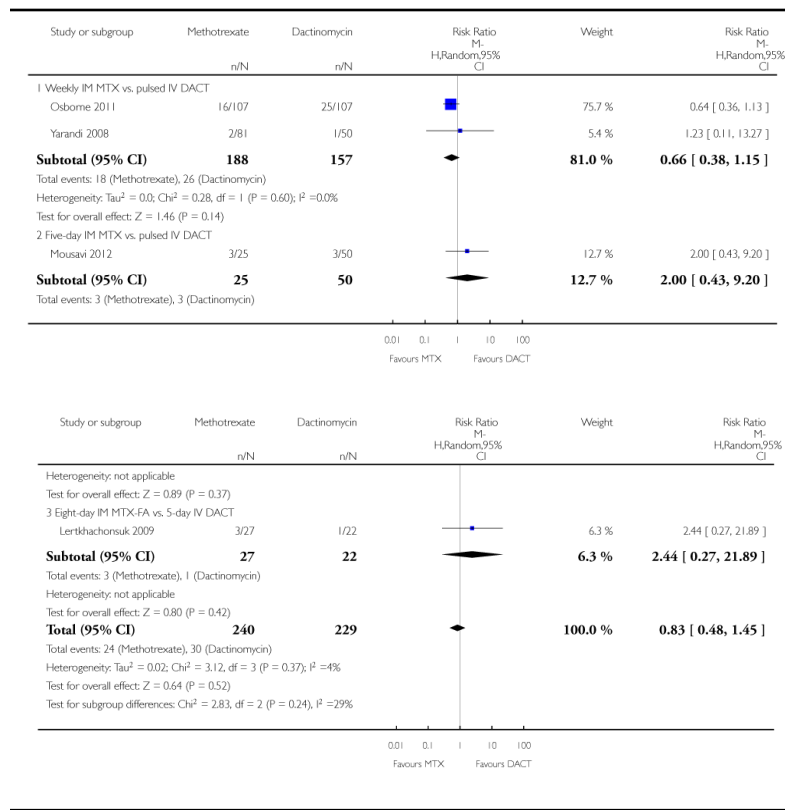 Study or subgroup Methotrexate Dactinomycin Risk Ratio Weight Risk Ratio
M- M-
H,Random,95% H,Random,95%
n/N n/N CI CI
1 Weekly IM MTX vs. pulsed IV DACT
Osborne 2011 16/107 25/107 75.7 % 0.64 [ 0.36, 1.13 ]
Yarandi 2008 2/81 1/50 5.4 % 1.23 [ 0.11, 13.27 ]
Subtotal (95% CI) 188 157 81.0 % 0.66 [ 0.38, 1.15 ]
Total events: 18 (Methotrexate), 26 (Dactinomycin)
Heterogeneity: Tau² = 0.0; Chi² = 0.28, df = 1 (P = 0.60); I² =0.0%
Test for overall effect: Z = 1.46 (P = 0.14)
2 Five-day IM MTX vs. pulsed IV DACT
Mousavi 2012 3/25 3/50 12.7 % 2.00 [ 0.43, 9.20 ]
Subtotal (95% CI) 25 50 12.7 % 2.00 [ 0.43, 9.20 ]
Total events: 3 (Methotrexate), 3 (Dactinomycin)
0.01 0.1 1 10 100
Favours MTX Favours DACT
Study or subgroup Methotrexate Dactinomycin Risk Ratio Weight Risk Ratio
M- M-
H,Random,95% H,Random,95%
n/N n/N CI CI
Heterogeneity: not applicable
Test for overall effect: Z = 0.89 (P = 0.37)
3 Eight-day IM MTX-FA vs. 5-day IV DACT
Lertkhachonsuk 2009 3/27 1/22 6.3 % 2.44 [ 0.27, 21.89 ]
Subtotal (95% CI) 27 22 6.3 % 2.44 [ 0.27, 21.89 ]
Total events: 3 (Methotrexate), 1 (Dactinomycin)
Heterogeneity: not applicable
Test for overall effect: Z = 0.80 (P = 0.42)
Total (95% CI) 240 229 100.0 % 0.83 [ 0.48, 1.45 ]
Total events: 24 (Methotrexate), 30 (Dactinomycin)
Heterogeneity: Tau² = 0.02; Chi² = 3.12, df = 3 (P = 0.37); I² =4%
Test for overall effect: Z = 0.64 (P = 0.52)
Test for subgroup differences: Chi² = 2.83, df = 2 (P = 0.24), I² =29%
0.01 0.1 1 10 100
Favours MTX Favours DACT